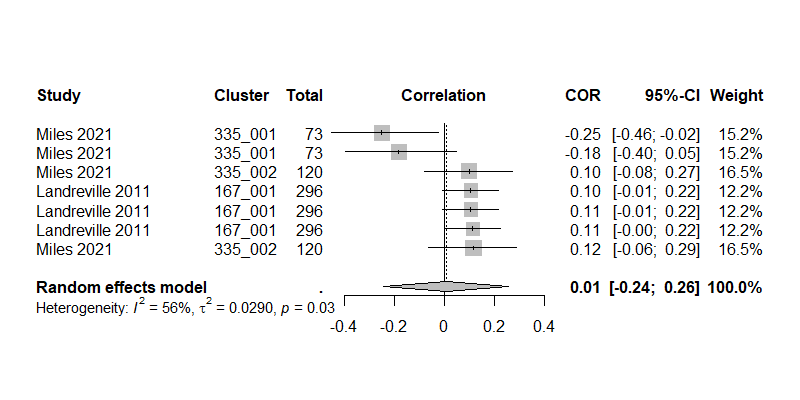 Study Cluster Total Correlation COR 95%-CI Weight
Miles 2021 335_001 73 -0.25 [-0.46; -0.02] 15.2%
Miles 2021 335_001 73 -0.18 [-0.40; 0.05] 15.2%
Miles 2021 335_002 120 0.10 [-0.08; 0.27] 16.5%
Landreville 2011 167_001 296 0.10 [-0.01; 0.22] 12.2%
Landreville 2011 167_001 296 0.11 [-0.01; 0.22] 12.2%
Landreville 2011 167_001 296 0.11 [-0.00; 0.22] 12.2%
Miles 2021 335_002 120 0.12 [-0.06; 0.29] 16.5%
Random effects model . 0.01 [-0.24; 0.26] 100.0%
Heterogeneity: I² = 56%, τ² = 0.0290, p = 0.03
-0.4 -0.2 0 0.2 0.4